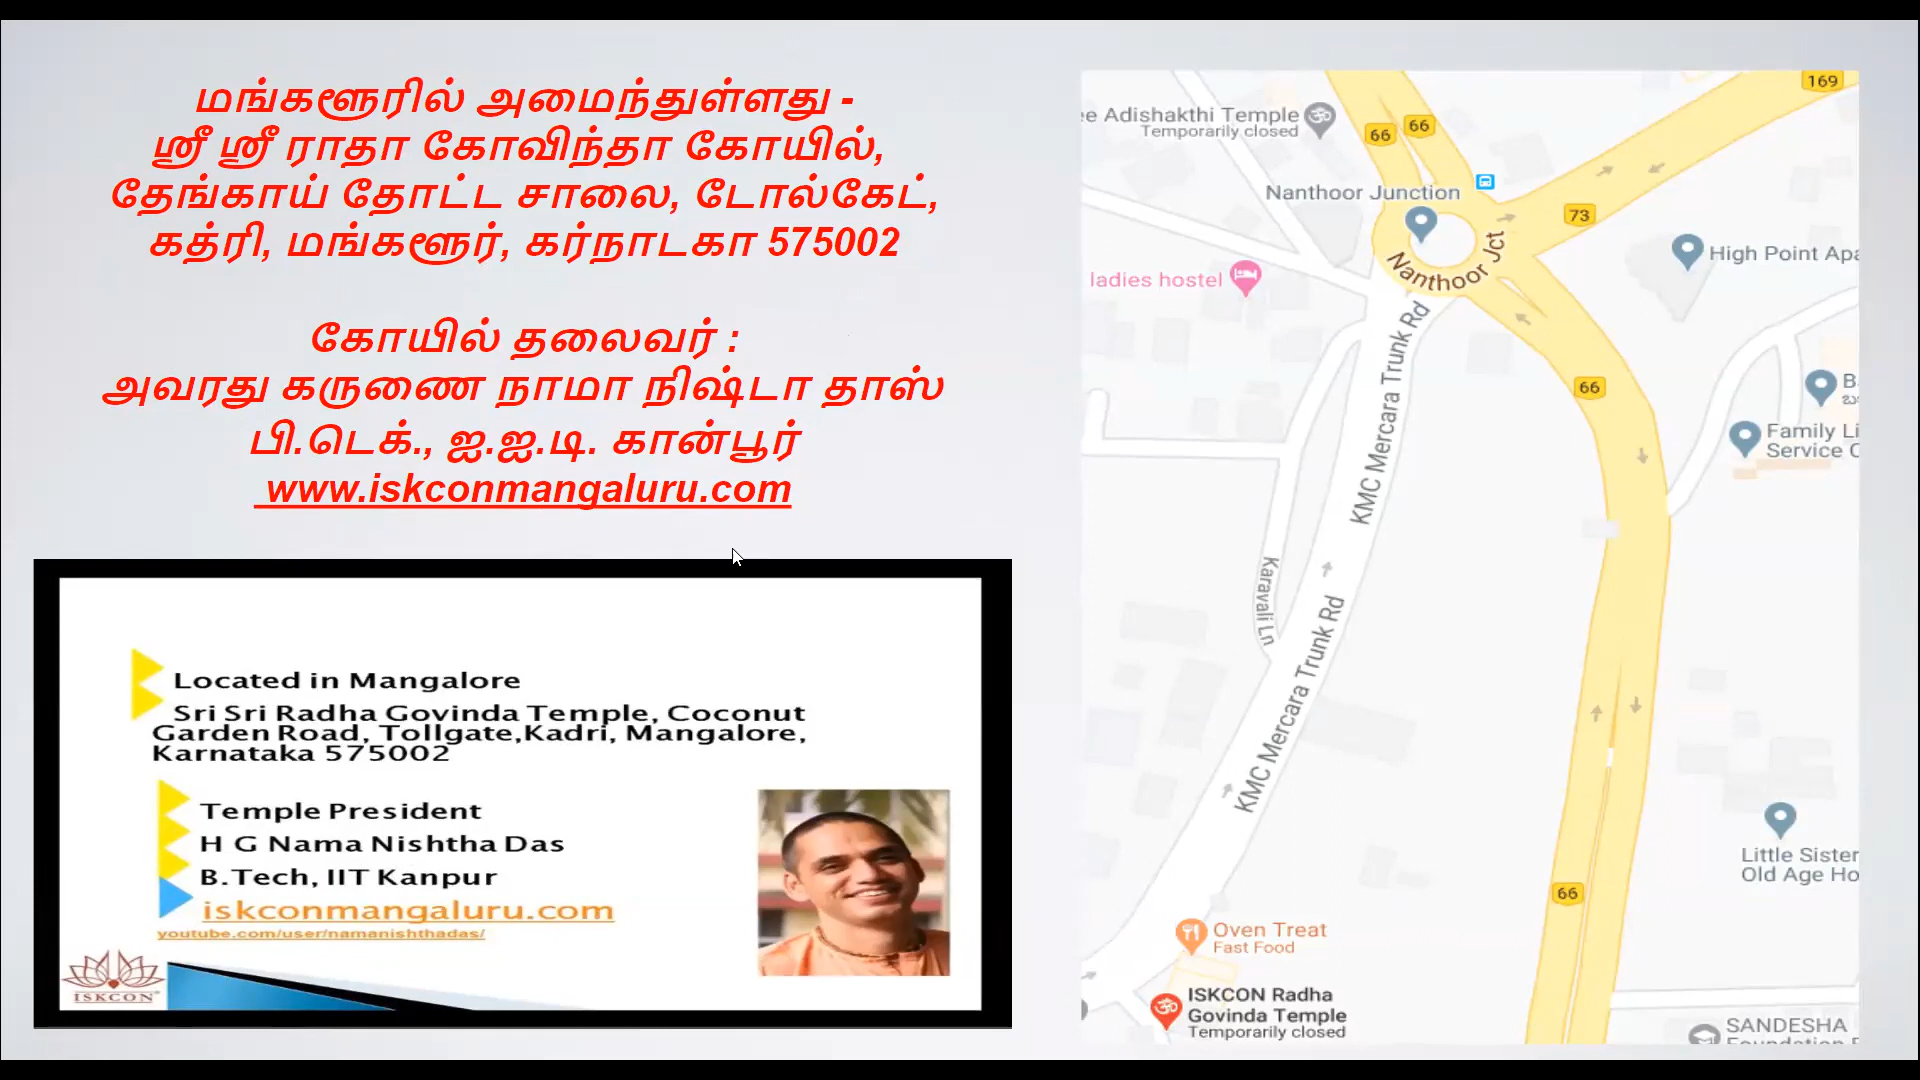 மங்களூரில் அமைந்துள்ளது -
ஸ்ரீ ஸ்ரீ ராதா கோவிந்தா கோயில்,
தேங்காய் தோட்ட சாலை, டோல்கேட்,
கத்ரி, மங்களூர், கர்நாடகா 575002
கோயில் தலைவர் :
அவரது கருணை நாமா நிஷ்டா தாஸ்
பி.டெக்., ஐ.ஐ.டி. கான்பூர்
www.iskconmangaluru.com
Located in Mangalore
Sri Sri Radha Govinda Temple, Coconut
Garden Road, Tollgate,Kadri, Mangalore,
Karnataka 575002
Temple President
H G Nama Nishtha Das
B.Tech, IIT Kanpur
iskconmangaluru.com
youtube.com/user/namanishthadas/
ISKCON
169
ee Adishakthi Temple
Temporarily closed
66
66
Nanthoor Junction
73
Nanthoor Jct
High Point Apa
ladies hostel
KMC Mercara Trunk Rd
66
B
Family Li
Service C
Karavali Ln
KMC Mercara Trunk Rd
Little Sister
Old Age Ho
66
Oven Treat
Fast Food
ISKCON Radha
Govinda Temple
Temporarily closed
SANDESHA